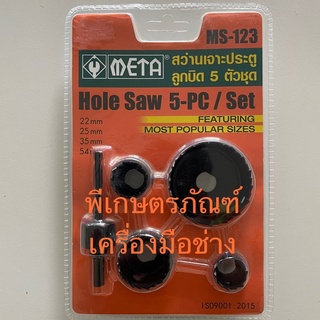 MS-123
META
สว่านเจาะประตู
ลูกบิด 5 ตัวชุด
Hole Saw 5-PC / Set
FEATURING
MOST POPULAR SIZES
22mm
25mm
35mm
54
พีเกษตรภัณฑ์
เครื่องมือช่าง
ISO9001:2015